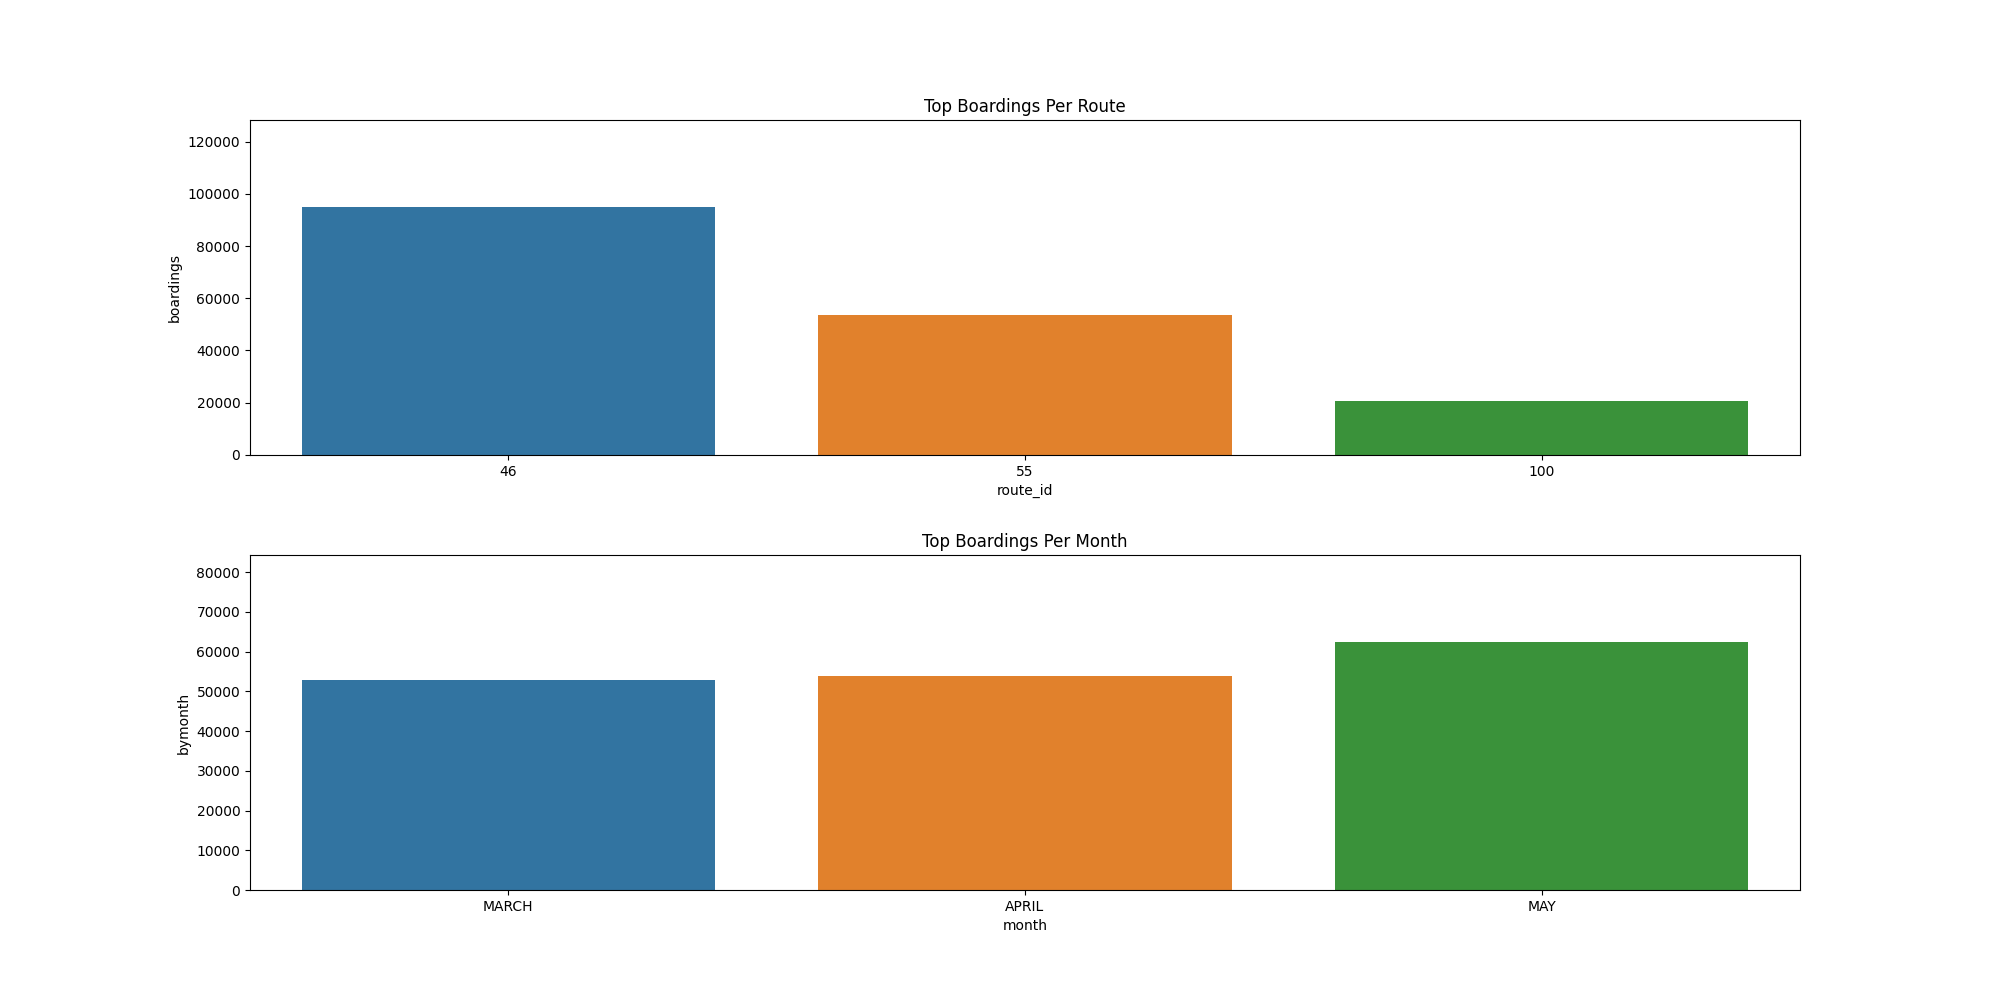 Top Boardings Per Route
120000
100000
80000
60000
40000
20000
0
boardings
46 55 100
route_id
Top Boardings Per Month
80000
70000
60000
50000
40000
30000
20000
10000
0
bymonth
MARCH APRIL MAY
month